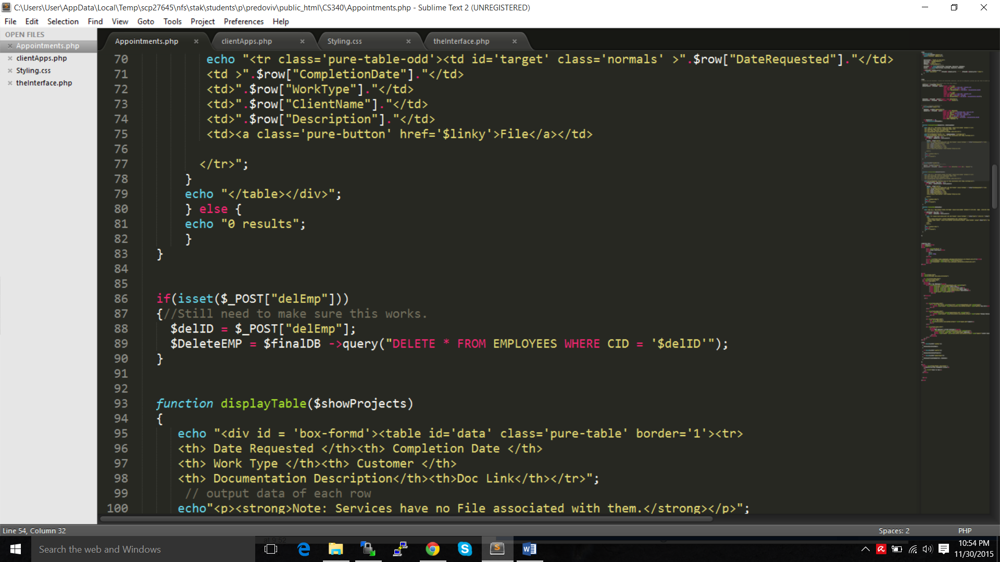 C:\Users\User\AppData\Local\Temp\scp27645\nfs\stak\students\p\predoviv\public_html\CS340\Appointments.php - Sublime Text 2 (UNREGISTERED)
File Edit Selection Find View Goto Tools Project Preferences Help
OPEN FILES
Appointments.php
clientApps.php
Styling.css
theInterface.php
Appointments.php clientApps.php Styling.css theInterface.php
70 echo "<tr class='pure-table-odd'><td id='target' class='normals' >".$row["DateRequested"]."</td>
71 <td >".$row["CompletionDate"]."</td>
72 <td>".$row["WorkType"]."</td>
73 <td>".$row["ClientName"]."</td>
74 <td>".$row["Description"]."</td>
75 <td><a class='pure-button' href='$linky'>File</a></td>
76
77 </tr>";
78 }
79 echo "</table></div>";
80 } else {
81 echo "0 results";
82 }
83 }
84
85
86 if(isset($_POST["delEmp"]))
87 {//Still need to make sure this works.
88 $delID = $_POST["delEmp"];
89 $DeleteEMP = $finalDB ->query("DELETE * FROM EMPLOYEES WHERE CID = '$delID'");
90 }
91
92
93 function displayTable($showProjects)
94 {
95 echo "<div id = 'box-formd'><table id='data' class='pure-table' border='1'><tr>
96 <th> Date Requested </th><th> Completion Date </th>
97 <th> Work Type </th><th> Customer </th>
98 <th> Documentation Description</th><th>Doc Link</th></tr>";
99 // output data of each row
100 echo"<p><strong>Note: Services have no File associated with them.</strong></p>";
Line 54, Column 32 Spaces: 2 PHP
Search the web and Windows
10:54 PM
11/30/2015